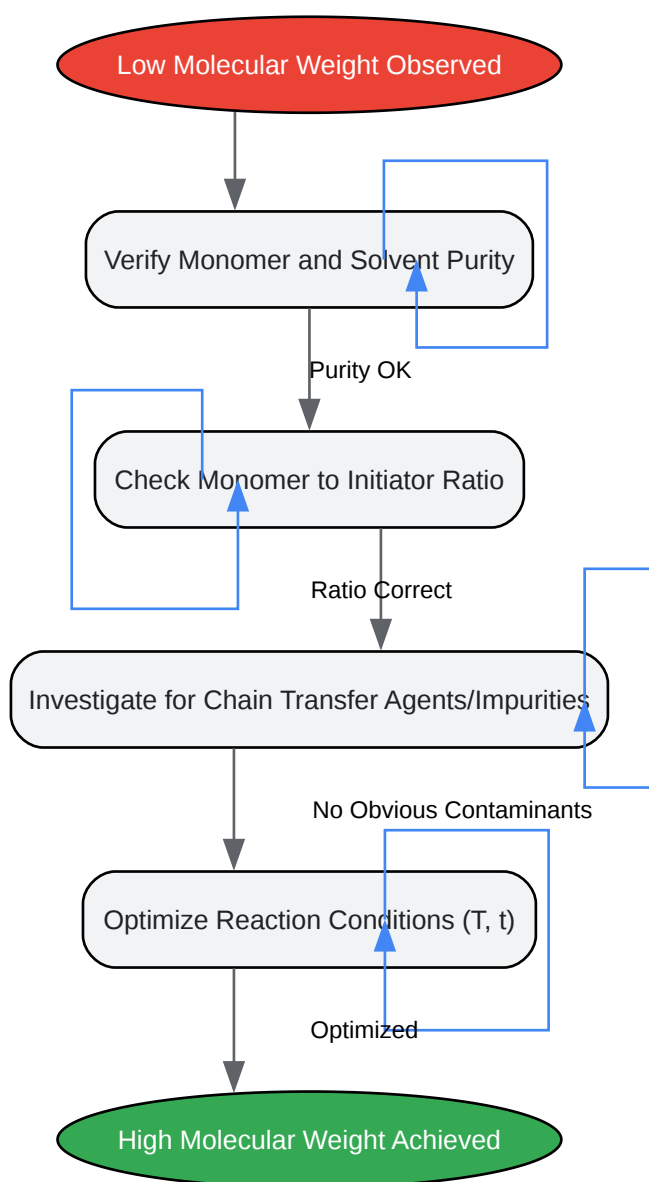 Low Molecular Weight Observed
Verify Monomer and Solvent Purity
Purity OK
Check Monomer to Initiator Ratio
Ratio Correct
Investigate for Chain Transfer Agents/Impurities
No Obvious Contaminants
Optimize Reaction Conditions (T, t)
Optimized
High Molecular Weight Achieved